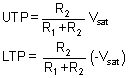 UTP = R₂ / (R₁ + R₂) Vsat
LTP = R₂ / (R₁ + R₂) (-Vsat)